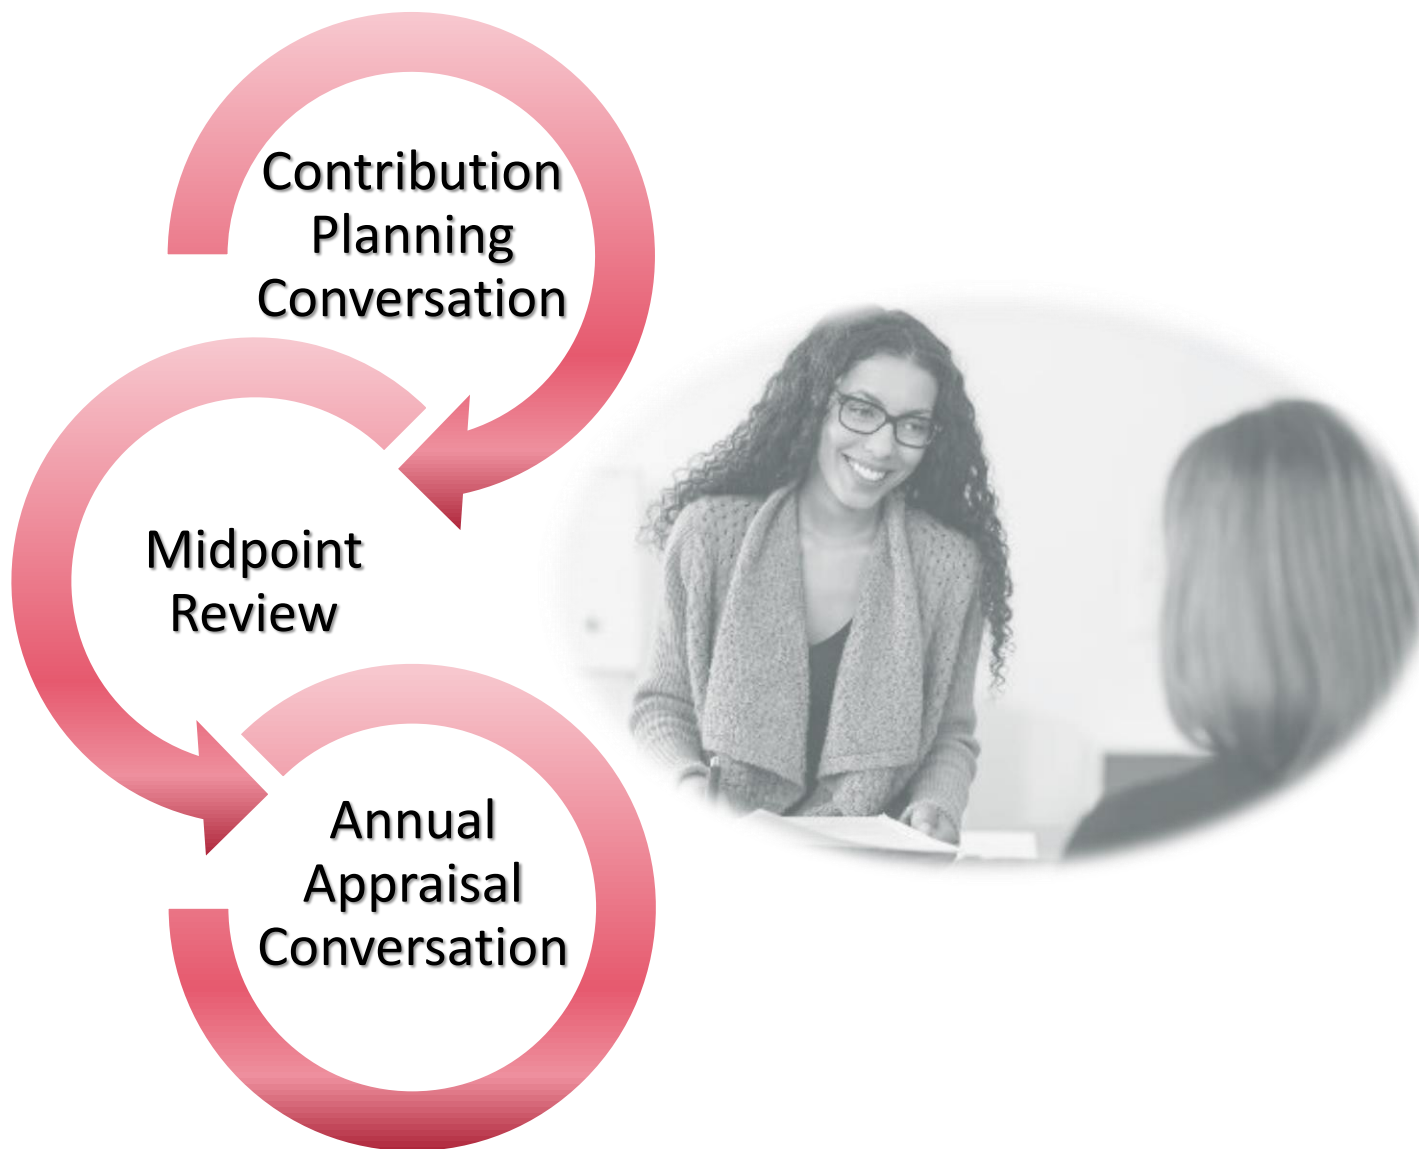 Contribution
Planning
Conversation
Midpoint
Review
Annual
Appraisal
Conversation